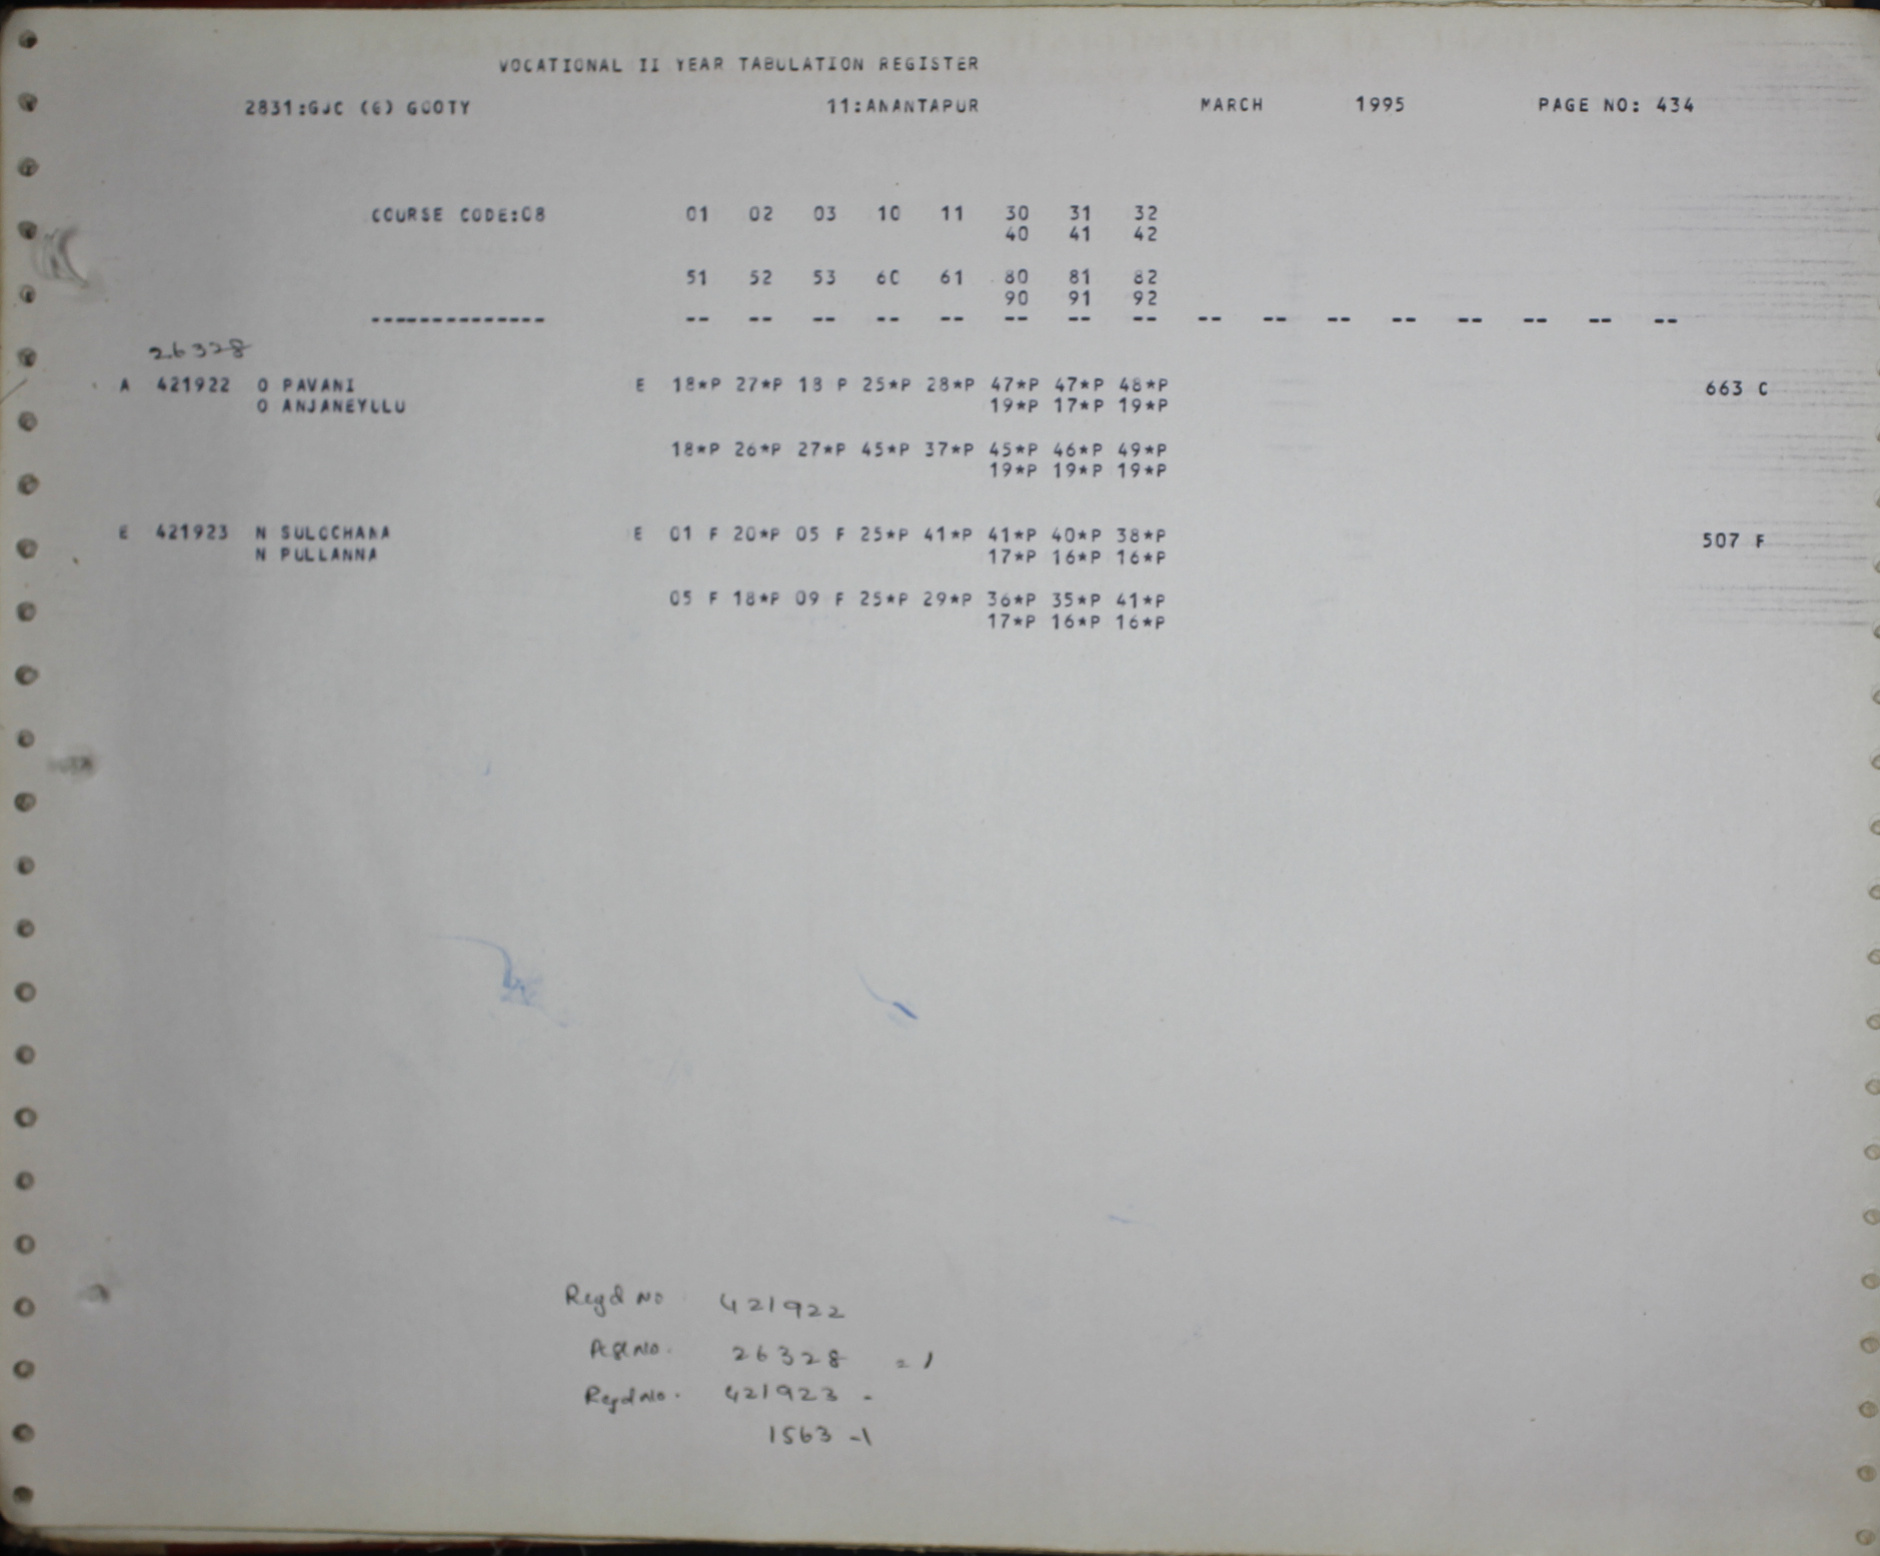 VOCATIONAL II YEAR TABULATION REGISTER
2831:GJC (G) GOOTY 11:ANANTAPUR MARCH 1995 PAGE NO: 434
COURSE CODE:08 01 02 03 10 11 30 31 32
40 41 42
51 52 53 60 61 80 81 82
90 91 92
-------------- -- -- -- -- -- -- -- -- -- -- -- -- -- -- -- --
26328
A 421922 O PAVANI E 18*P 27*P 18 P 25*P 28*P 47*P 47*P 48*P 663 C
O ANJANEYLLU 19*P 17*P 19*P
18*P 26*P 27*P 45*P 37*P 45*P 46*P 49*P
19*P 19*P 19*P
E 421923 N SULOCHANA E 01 F 20*P 05 F 25*P 41*P 41*P 40*P 38*P 507 F
N PULLANNA 17*P 16*P 16*P
05 F 18*P 09 F 25*P 29*P 36*P 35*P 41*P
17*P 16*P 16*P
Regd No. 421922
26328 = 1
Regd No. 421923 -
1563 -1